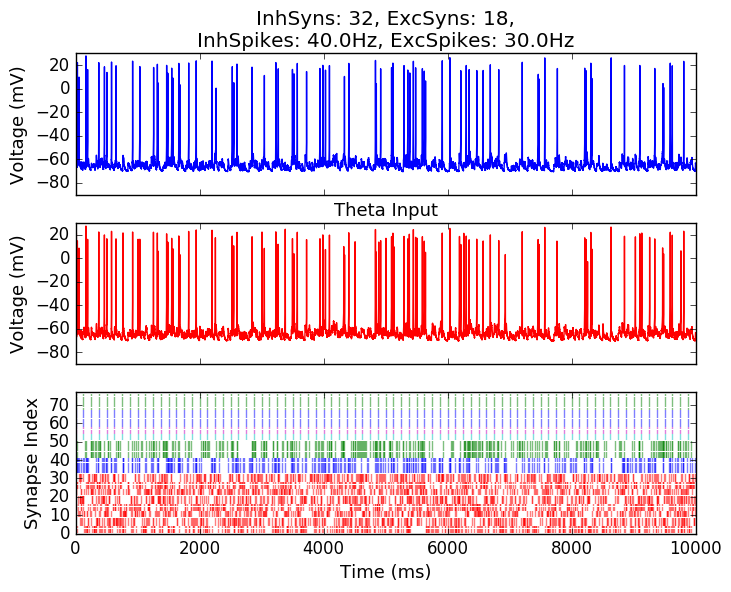 InhSyns: 32, ExcSyns: 18,
InhSpikes: 40.0Hz, ExcSpikes: 30.0Hz
Voltage (mV)
20
0
−20
−40
−60
−80
Theta Input
Voltage (mV)
20
0
−20
−40
−60
−80
Synapse Index
70
60
50
40
30
20
10
0
0 2000 4000 6000 8000 10000
Time (ms)